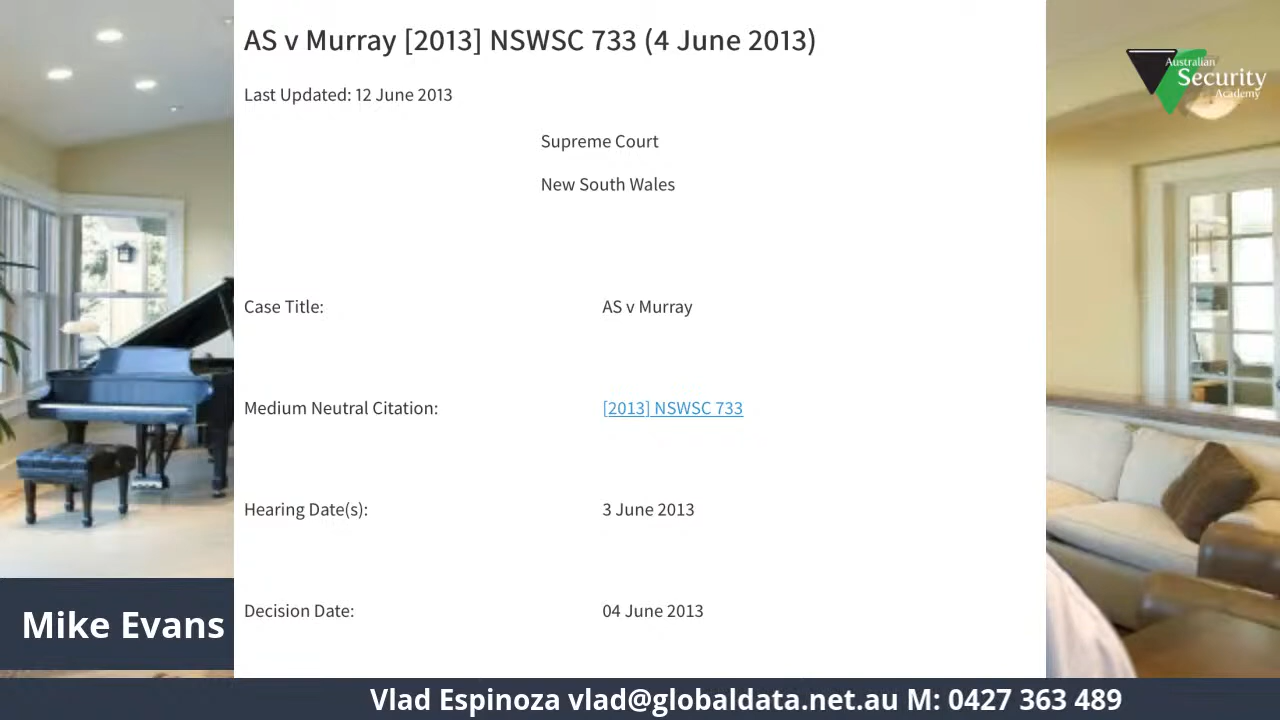 AS v Murray [2013] NSWSC 733 (4 June 2013)
Australian
Security
Academy
Last Updated: 12 June 2013
Supreme Court
New South Wales
Case Title: AS v Murray
Medium Neutral Citation: [2013] NSWSC 733
Hearing Date(s): 3 June 2013
Decision Date: 04 June 2013
Mike Evans
Vlad Espinoza vlad@globaldata.net.au M: 0427 363 489